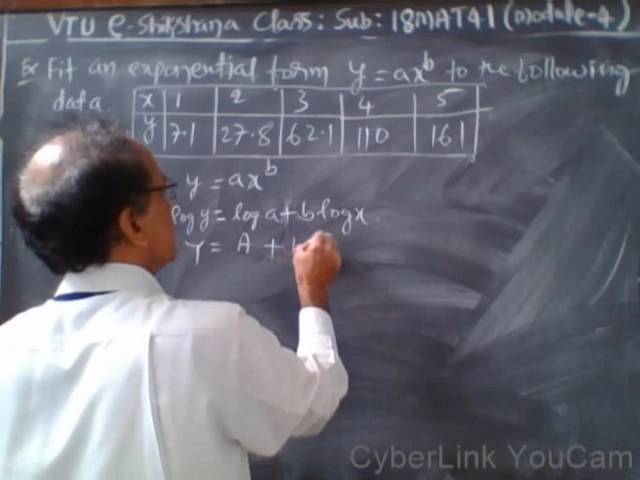 VTU e-Shikshana Class: Sub: 18MAT41 (module-4)
Ex Fit an exponential form y = ax^b to the following
data. x 1 2 3 4 5
y 7.1 27.8 62.1 110 161
y = ax^b
log y = log a + b log x.
Y = A + b
CyberLink YouCam